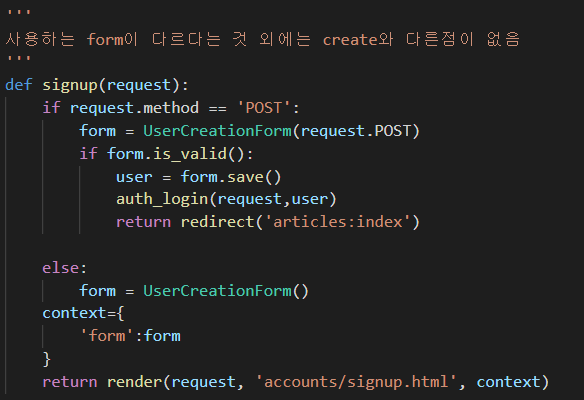 '''
사용하는 form이 다르다는 것 외에는 create와 다른점이 없음
'''
def signup(request):
    if request.method == 'POST':
        form = UserCreationForm(request.POST)
        if form.is_valid():
            user = form.save()
            auth_login(request,user)
            return redirect('articles:index')

    else:
        form = UserCreationForm()
    context={
        'form':form
    }
    return render(request, 'accounts/signup.html', context)